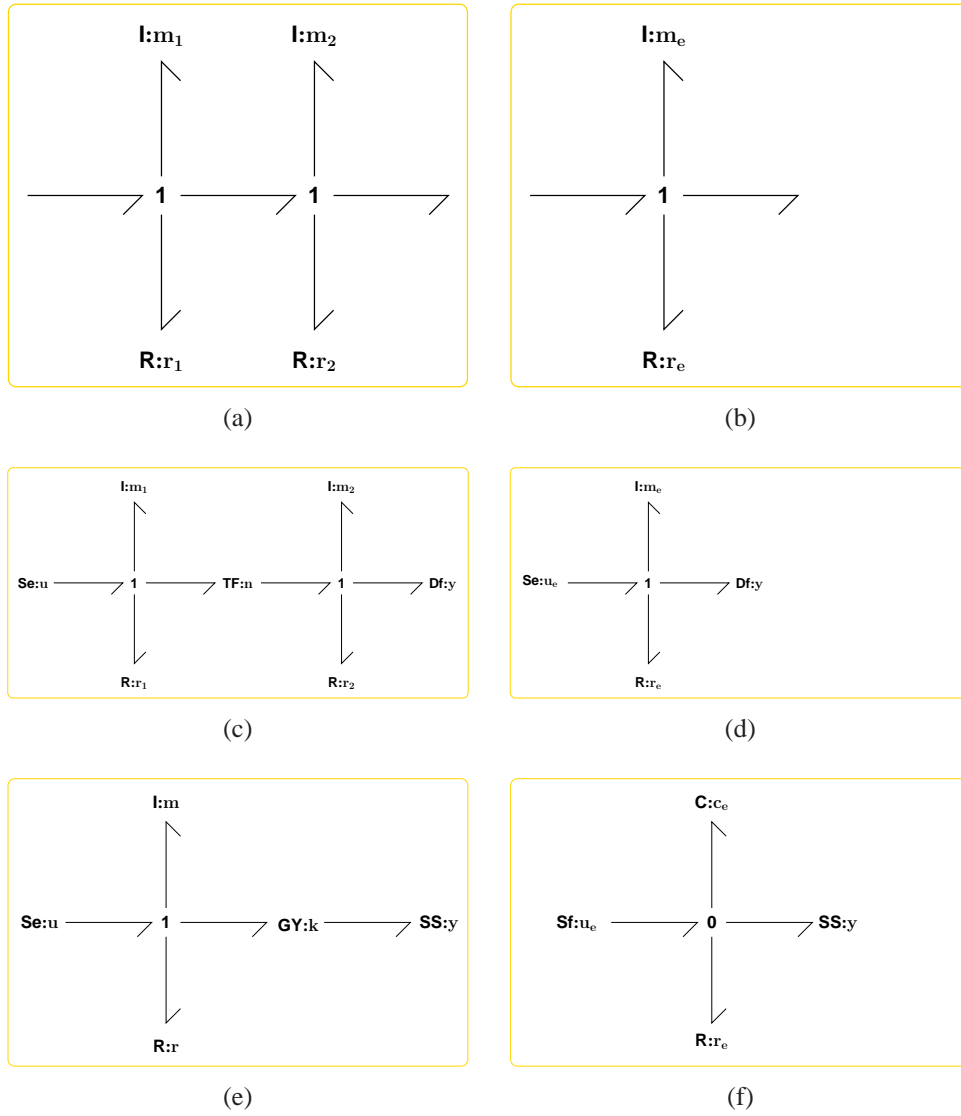 I:m₁ I:m₂
1 1
R:r₁ R:r₂
(a)
I:mₑ
1
R:rₑ
(b)
I:m₁ I:m₂
Se:u 1 TF:n 1 Df:y
R:r₁ R:r₂
(c)
I:mₑ
Se:uₑ 1 Df:y
R:rₑ
(d)
I:m
Se:u 1 GY:k SS:y
R:r
(e)
C:cₑ
Sf:uₑ 0 SS:y
R:rₑ
(f)